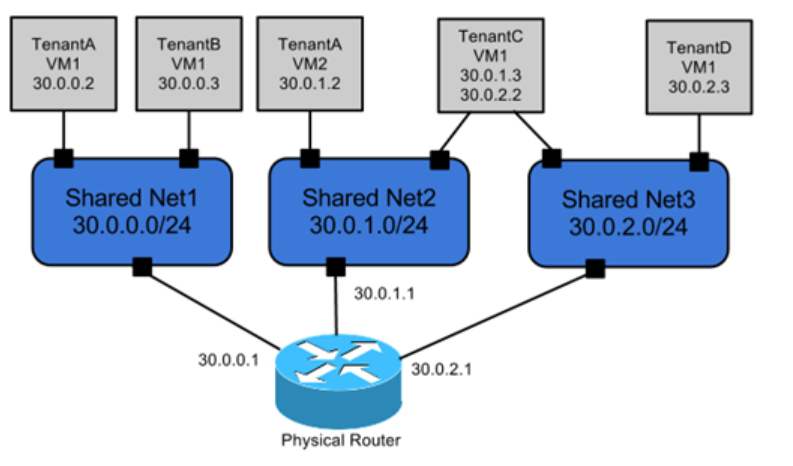 TenantA
VM1
30.0.0.2
TenantB
VM1
30.0.0.3
TenantA
VM2
30.0.1.2
TenantC
VM1
30.0.1.3
30.0.2.2
TenantD
VM1
30.0.2.3
Shared Net1
30.0.0.0/24
Shared Net2
30.0.1.0/24
Shared Net3
30.0.2.0/24
30.0.1.1
30.0.0.1
30.0.2.1
Physical Router